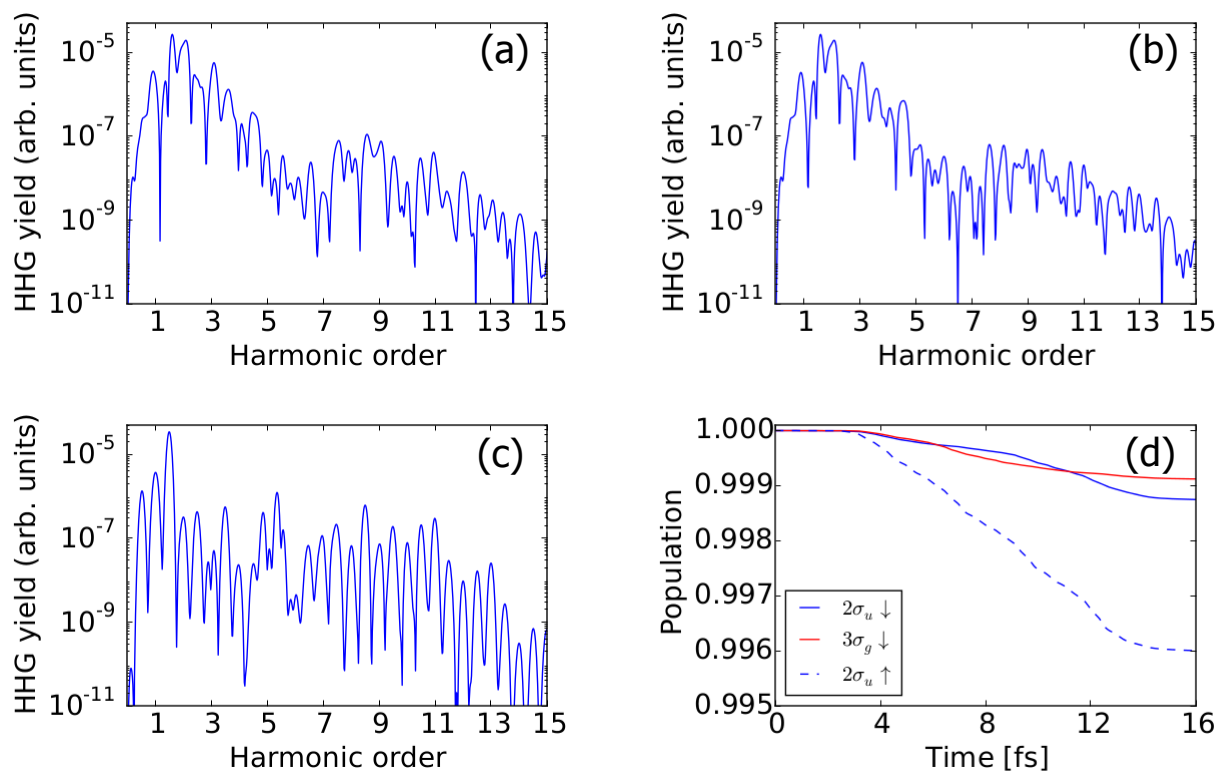 HHG yield (arb. units)
10^-5
10^-7
10^-9
10^-11
(a)
1 3 5 7 9 11 13 15
Harmonic order
HHG yield (arb. units)
10^-5
10^-7
10^-9
10^-11
(b)
1 3 5 7 9 11 13 15
Harmonic order
HHG yield (arb. units)
10^-5
10^-7
10^-9
10^-11
(c)
1 3 5 7 9 11 13 15
Harmonic order
Population
1.000
0.999
0.998
0.997
0.996
0.995
(d)
2σ_u ↓
3σ_g ↓
2σ_u ↑
0 4 8 12 16
Time [fs]